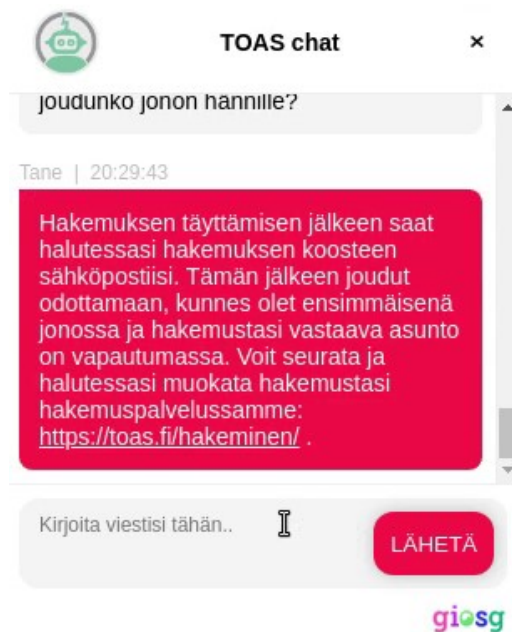 TOAS chat
×
joudunko jonon hännille?
Tane | 20:29:43
Hakemuksen täyttämisen jälkeen saat
halutessasi hakemuksen koosteen
sähköpostiisi. Tämän jälkeen joudut
odottamaan, kunnes olet ensimmäisenä
jonossa ja hakemustasi vastaava asunto
on vapautumassa. Voit seurata ja
halutessasi muokata hakemustasi
hakemuspalvelussamme:
https://toas.fi/hakeminen/ .
Kirjoita viestisi tähän..
LÄHETÄ
giosg